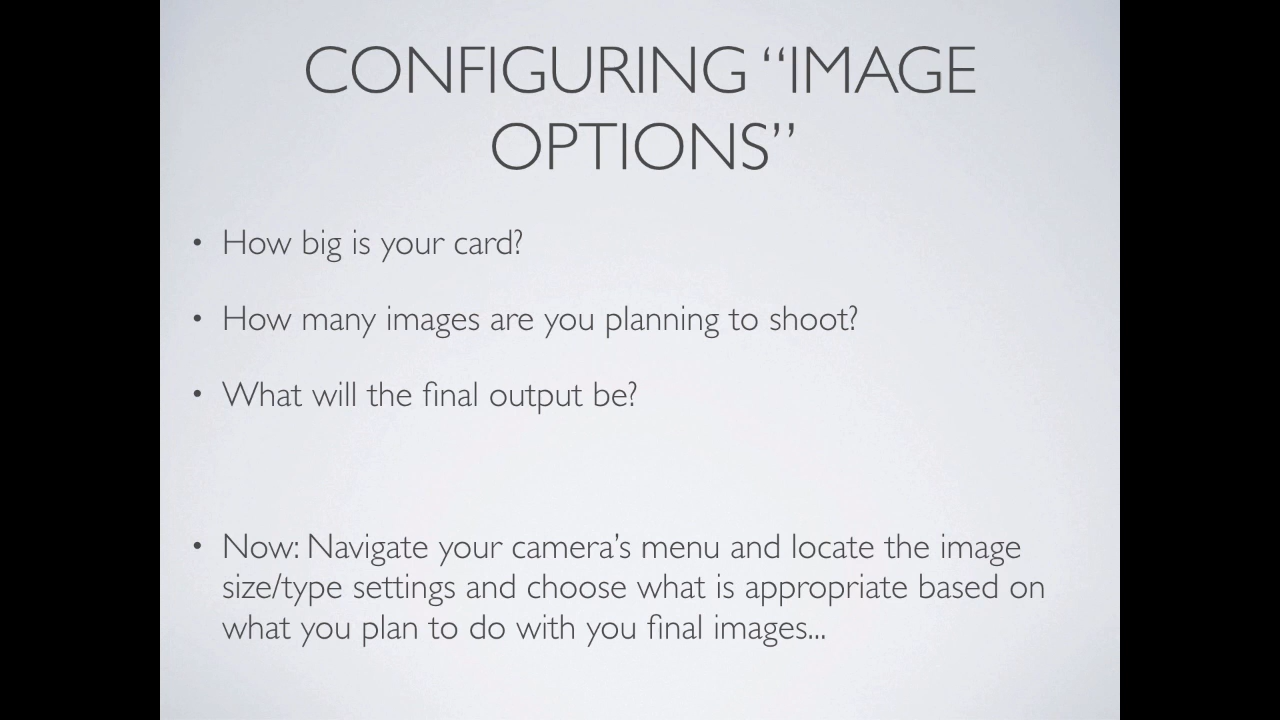 CONFIGURING “IMAGE
OPTIONS”
• How big is your card?
• How many images are you planning to shoot?
• What will the final output be?
• Now: Navigate your camera’s menu and locate the image
size/type settings and choose what is appropriate based on
what you plan to do with you final images...